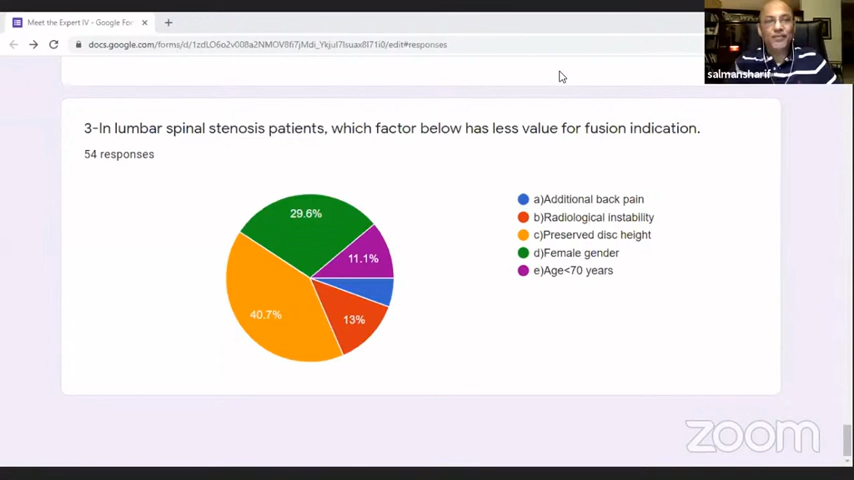 Meet the Expert IV - Google For
docs.google.com/forms/d/1zdLO6o2v008a2NMOV8fi7jMdi_YkjuI7lsuax8I71i0/edit#responses
salmansharif
3-In lumbar spinal stenosis patients, which factor below has less value for fusion indication.
54 responses
29.6%
11.1%
40.7%
13%
a)Additional back pain
b)Radiological instability
c)Preserved disc height
d)Female gender
e)Age<70 years
zoom